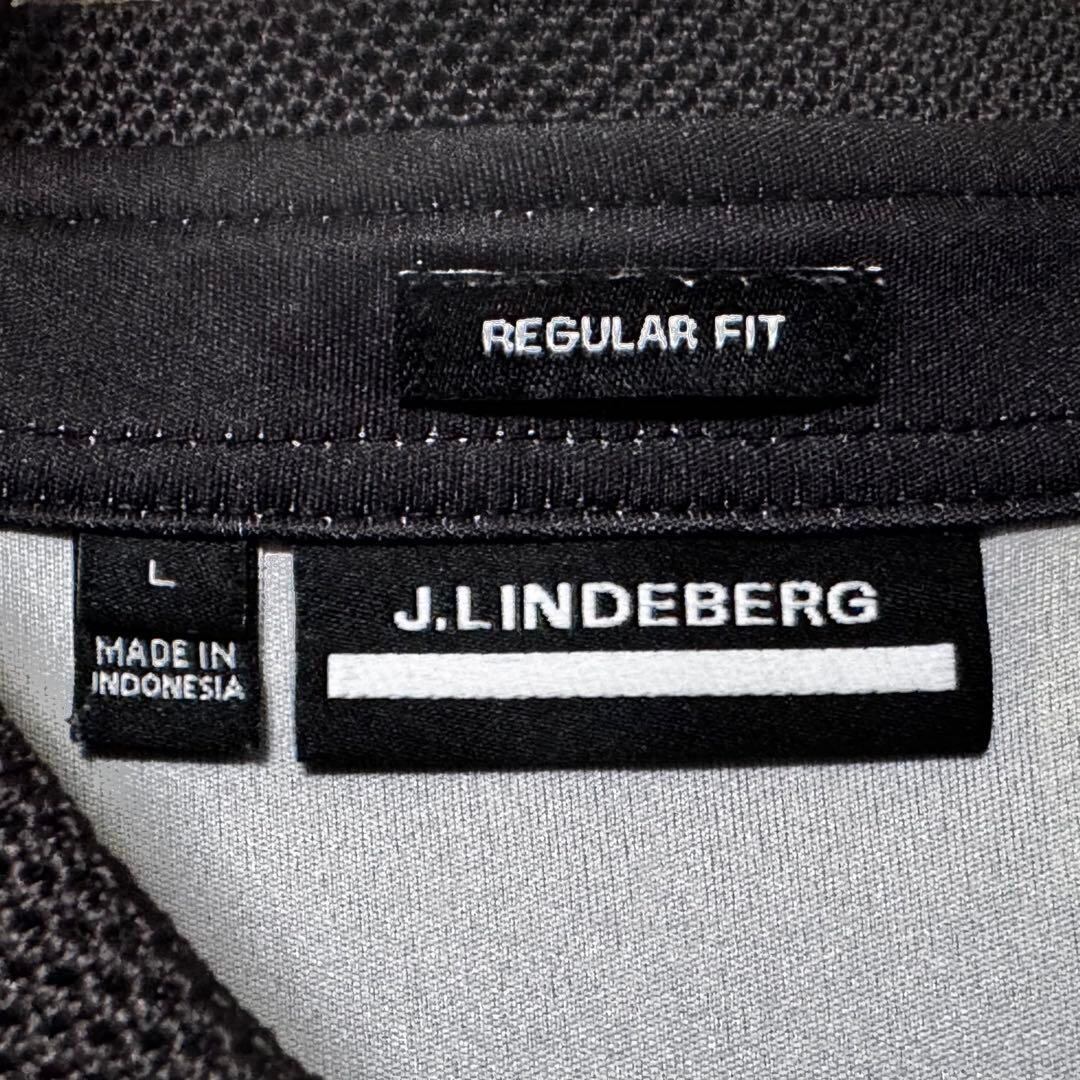 REGULAR FIT
L
MADE IN
INDONESIA
J.LINDEBERG